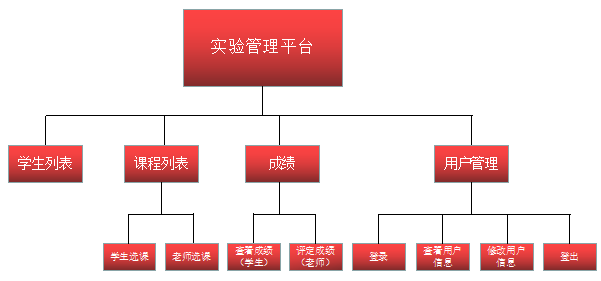 实验管理平台
学生列表
课程列表
成绩
用户管理
学生选课
老师选课
查看成绩
（学生）
评定成绩
（老师）
登录
查看用户
信息
修改用户
信息
登出